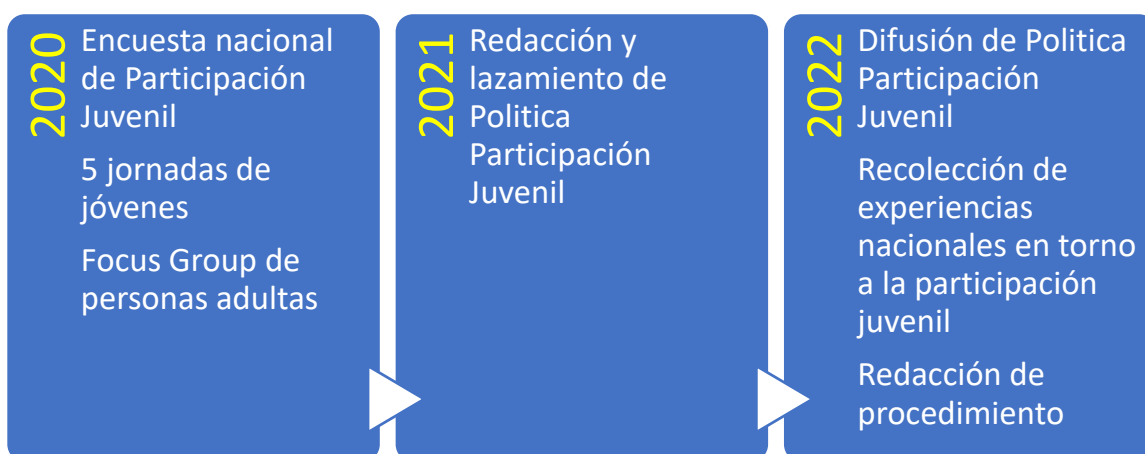 2020
Encuesta nacional
de Participación
Juvenil
5 jornadas de
jóvenes
Focus Group de
personas adultas
2021
Redacción y
lazamiento de
Politica
Participación
Juvenil
2022
Difusión de Politica
Participación
Juvenil
Recolección de
experiencias
nacionales en torno
a la participación
juvenil
Redacción de
procedimiento